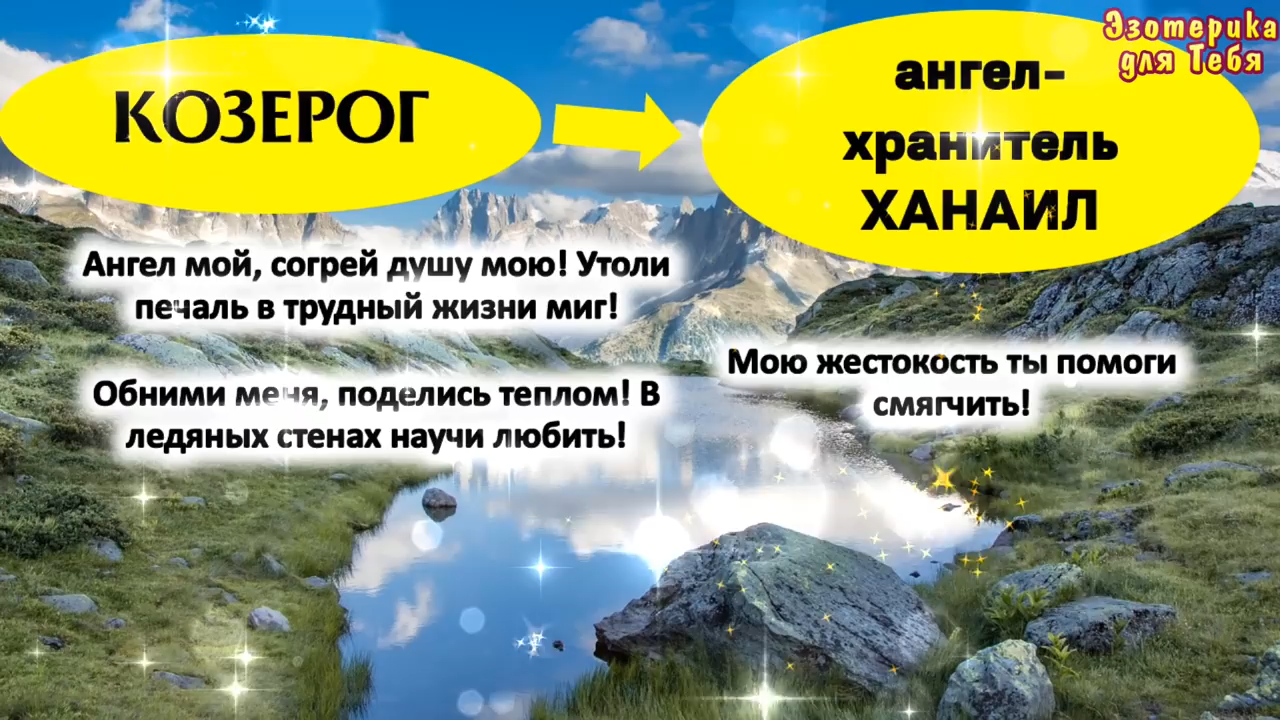 Эзотерика
для Тебя
КОЗЕРОГ
ангел-
хранитель
ХАНАИЛ
Ангел мой, согрей душу мою! Утоли
печаль в трудный жизни миг!
Обними меня, поделись теплом! В
ледяных стенах научи любить!
Мою жестокость ты помоги
смягчить!